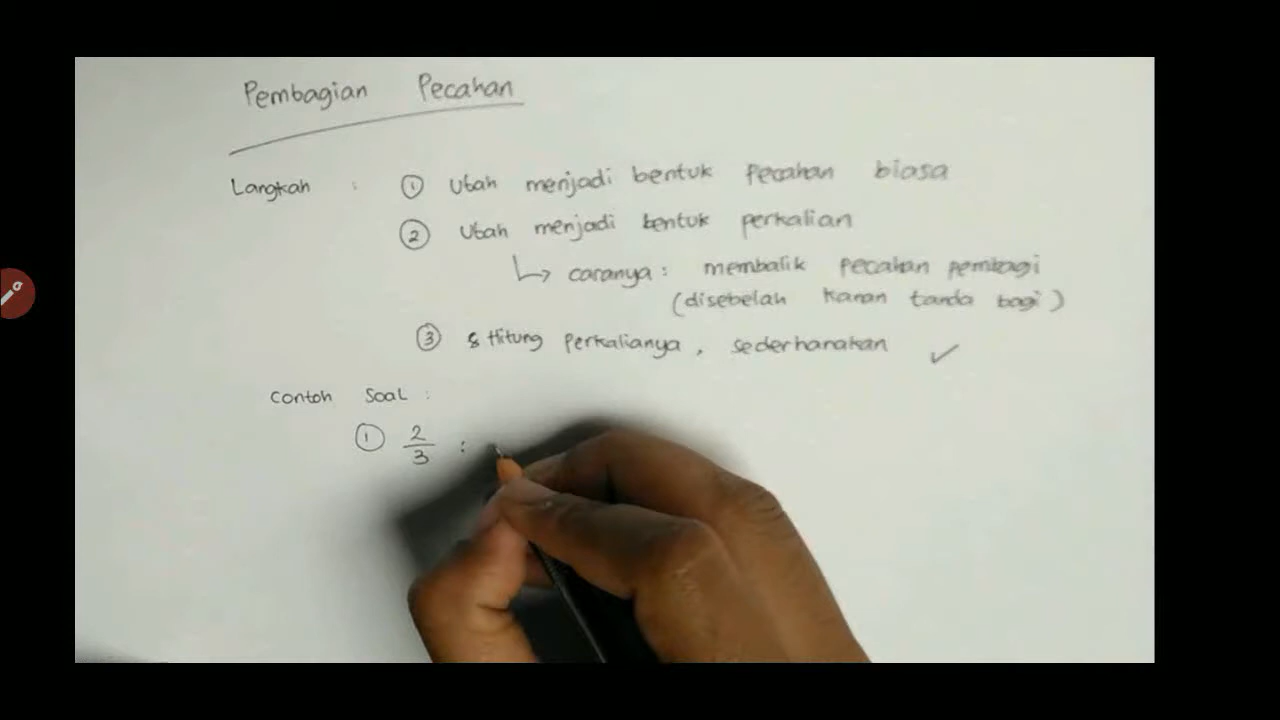 Pembagian Pecahan
Langkah : ① Ubah menjadi bentuk pecahan biasa
② Ubah menjadi bentuk perkalian
↳ caranya : membalik pecahan pembagi
(disebelah kanan tanda bagi)
③ Hitung perkalianya, sederhanakan ✓
Contoh Soal :
① 2/3 :